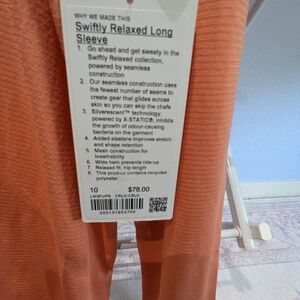 WHY WE MADE THIS
Swiftly Relaxed Long
Sleeve
1. Go ahead and get sweaty in the
Swiftly Relaxed collection,
powered by seamless
construction
2. Our seamless construction uses
the fewest number of seams to
create gear that glides across
skin so you can skip the chafe
3. Silverescent® technology,
powered by X-STATIC®, inhibits
the growth of odour-causing
bacteria on the garment
4. Added elastane improves stretch
and shape retention
5. Mesh construction for
breathability
6. Wide hem prevents ride-up
7. Relaxed fit, hip length
8. This product contains recycled
polyester
10 $78.00
CRLK/CRLK